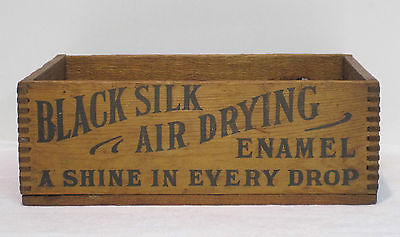 BLACK SILK
AIR DRYING
ENAMEL
A SHINE IN EVERY DROP